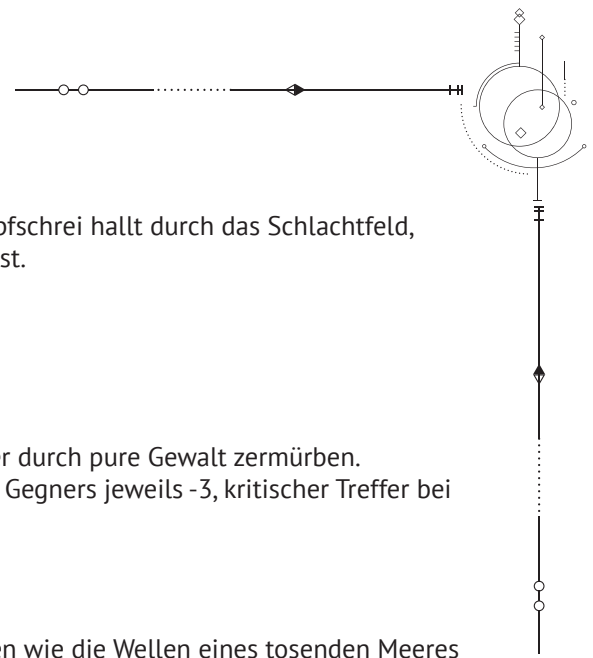 pfschrei hallt durch das Schlachtfeld,
st.
er durch pure Gewalt zermürben.
Gegners jeweils -3, kritischer Treffer bei
en wie die Wellen eines tosenden Meeres